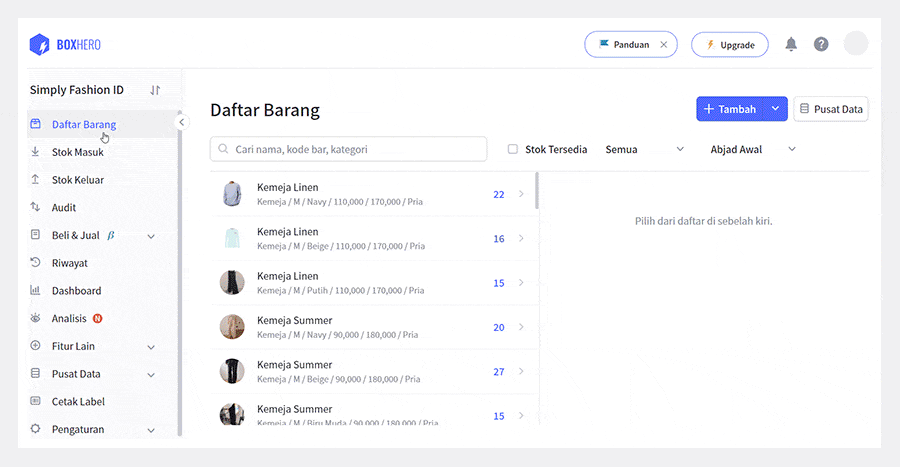 BOXHERO
Panduan
Upgrade
Simply Fashion ID
Daftar Barang
Stok Masuk
Stok Keluar
Audit
Beli & Jual β
Riwayat
Dashboard
Analisis N
Fitur Lain
Pusat Data
Cetak Label
Pengaturan
Daftar Barang
+ Tambah
Pusat Data
Cari nama, kode bar, kategori
Stok Tersedia
Semua
Abjad Awal
Kemeja Linen
Kemeja / M / Navy / 110,000 / 170,000 / Pria
22
Kemeja Linen
Kemeja / M / Beige / 110,000 / 170,000 / Pria
16
Kemeja Linen
Kemeja / M / Putih / 110,000 / 170,000 / Pria
15
Kemeja Summer
Kemeja / M / Navy / 90,000 / 180,000 / Pria
20
Kemeja Summer
Kemeja / M / Beige / 90,000 / 180,000 / Pria
27
Kemeja Summer
Kemeja / M / Biru Muda / 90,000 / 180,000 / Pria
15
Pilih dari daftar di sebelah kiri.